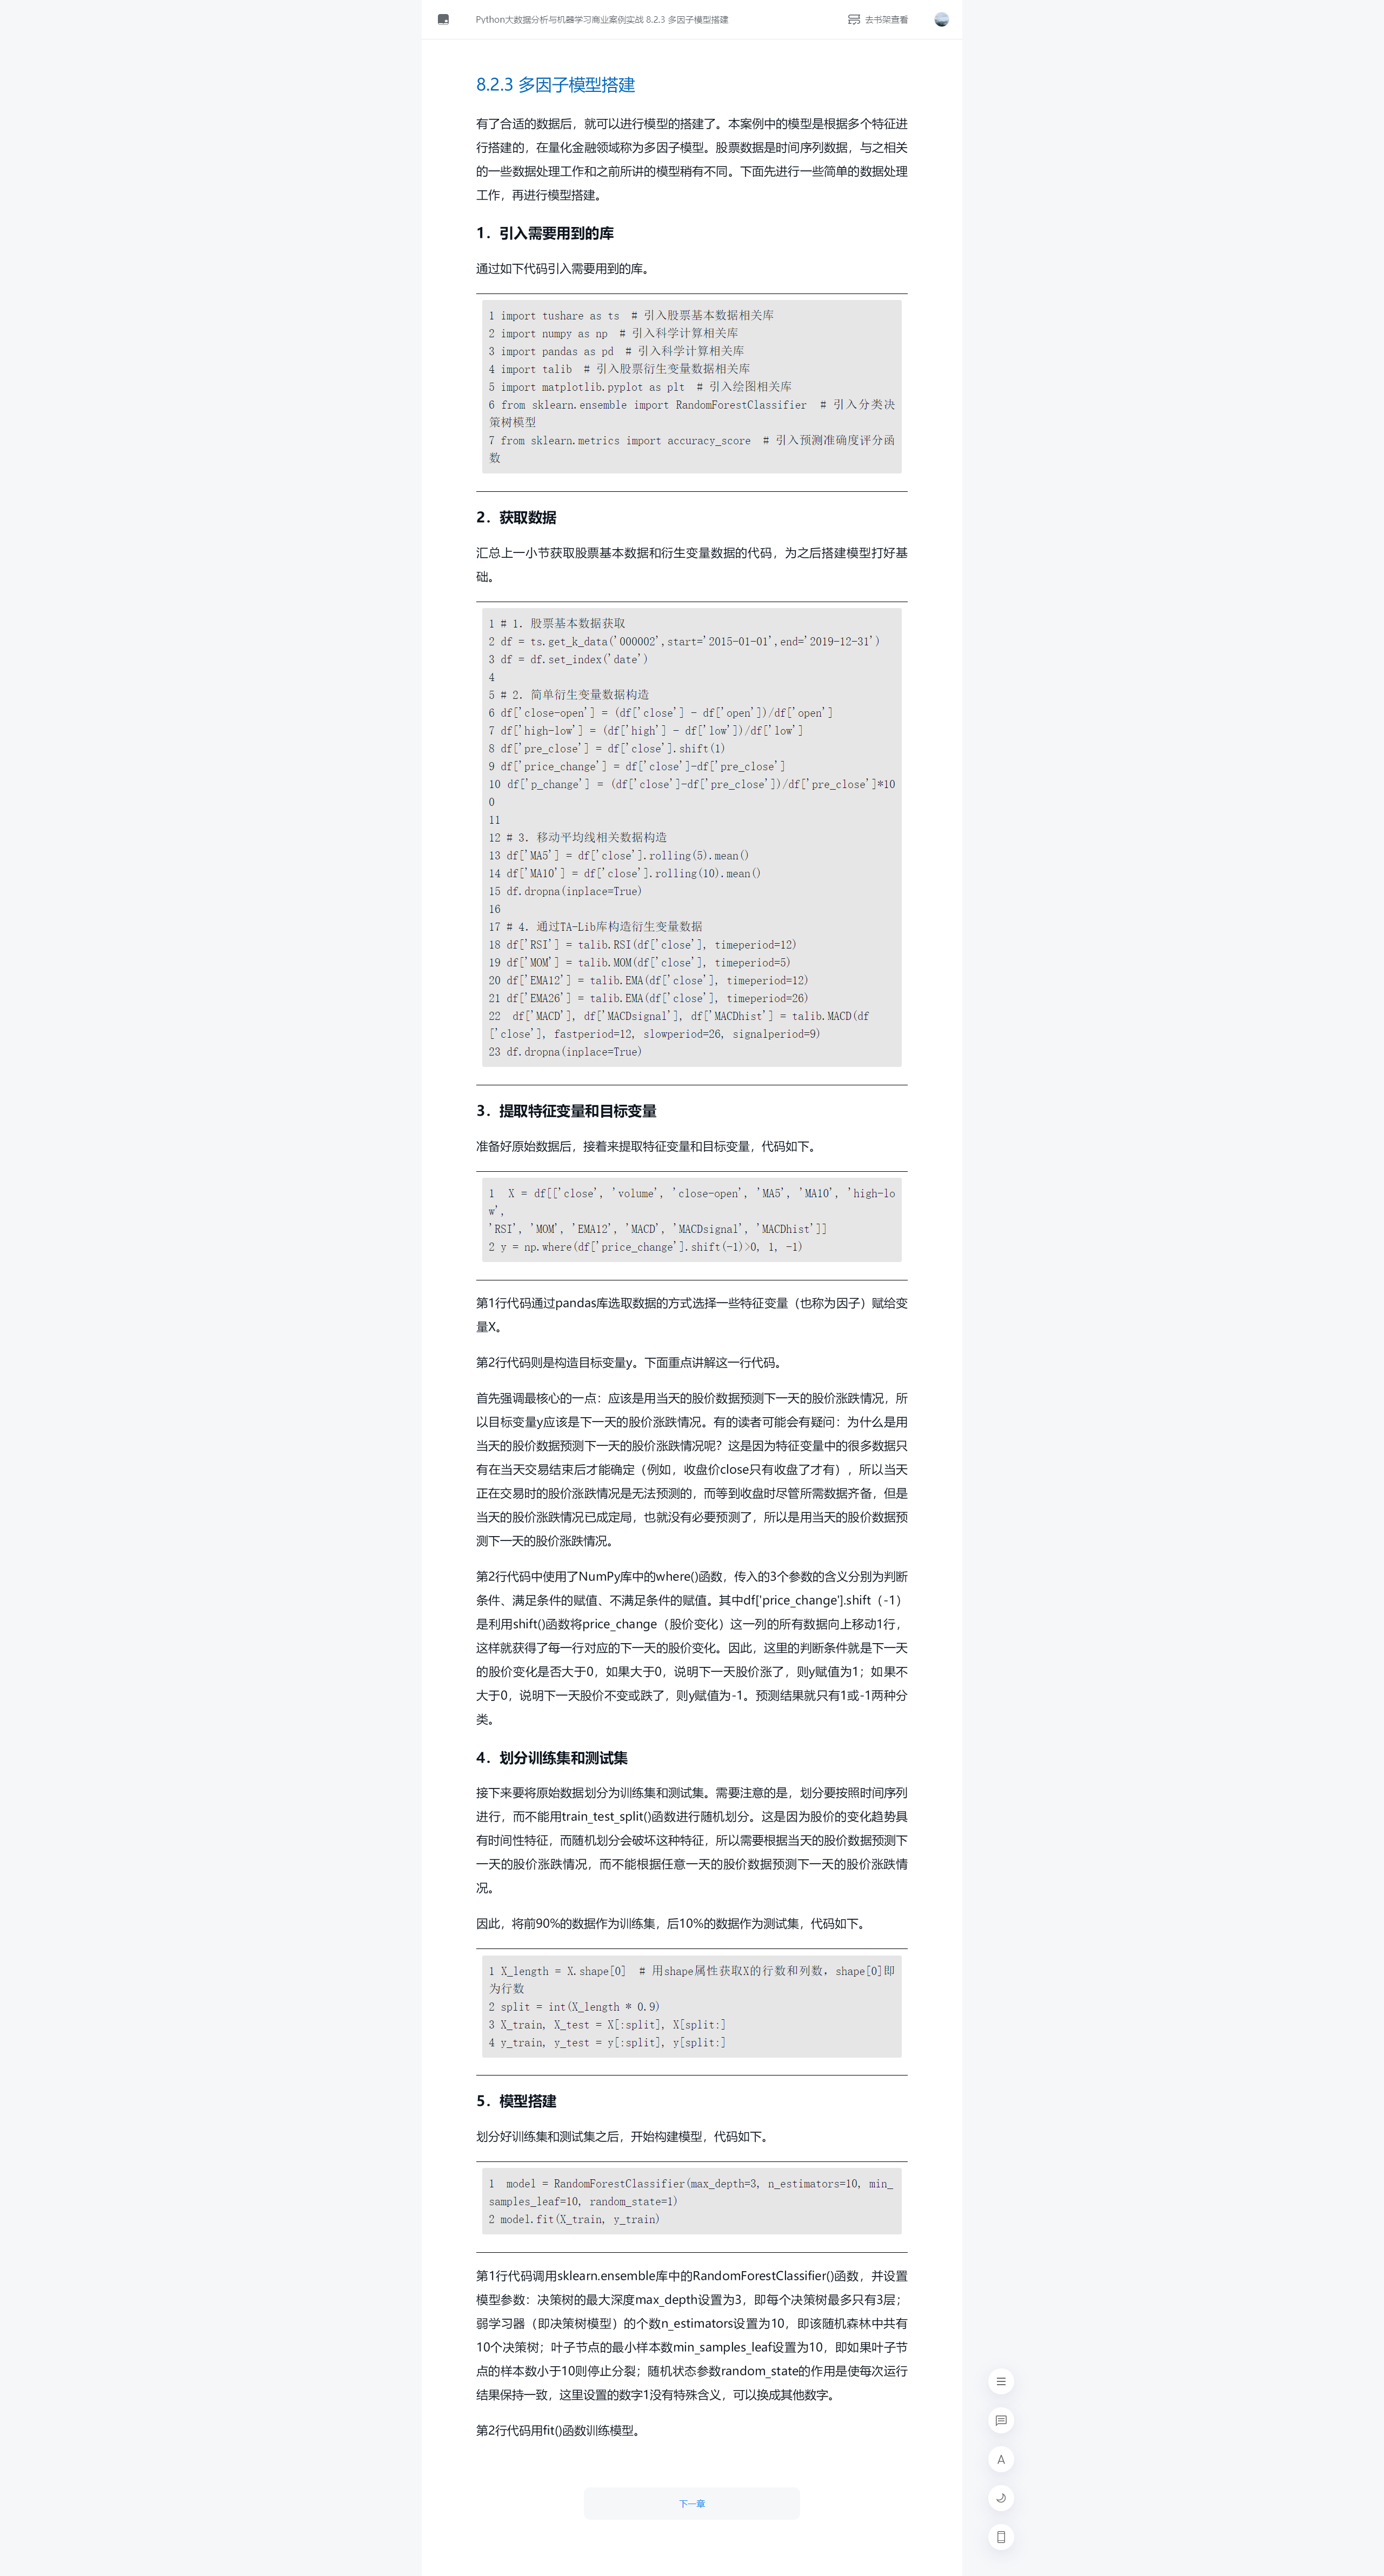 Python大数据分析与机器学习商业案例实战 8.2.3 多因子模型搭建
去书架查看
8.2.3 多因子模型搭建
有了合适的数据后，就可以进行模型的搭建了。本案例中的模型是根据多个特征进
行搭建的，在量化金融领域称为多因子模型。股票数据是时间序列数据，与之相关
的一些数据处理工作和之前所讲的模型稍有不同。下面先进行一些简单的数据处理
工作，再进行模型搭建。
1．引入需要用到的库
通过如下代码引入需要用到的库。
1 import tushare as ts  # 引入股票基本数据相关库
2 import numpy as np  # 引入科学计算相关库
3 import pandas as pd  # 引入科学计算相关库
4 import talib  # 引入股票衍生变量数据相关库
5 import matplotlib.pyplot as plt  # 引入绘图相关库
6 from sklearn.ensemble import RandomForestClassifier  # 引入分类决
策树模型
7 from sklearn.metrics import accuracy_score  # 引入预测准确度评分函
数
2．获取数据
汇总上一小节获取股票基本数据和衍生变量数据的代码，为之后搭建模型打好基
础。
1 # 1. 股票基本数据获取
2 df = ts.get_k_data('000002',start='2015-01-01',end='2019-12-31')
3 df = df.set_index('date')
4
5 # 2. 简单衍生变量数据构造
6 df['close-open'] = (df['close'] - df['open'])/df['open']
7 df['high-low'] = (df['high'] - df['low'])/df['low']
8 df['pre_close'] = df['close'].shift(1)
9 df['price_change'] = df['close']-df['pre_close']
10 df['p_change'] = (df['close']-df['pre_close'])/df['pre_close']*10
0
11
12 # 3. 移动平均线相关数据构造
13 df['MA5'] = df['close'].rolling(5).mean()
14 df['MA10'] = df['close'].rolling(10).mean()
15 df.dropna(inplace=True)
16
17 # 4. 通过TA-Lib库构造衍生变量数据
18 df['RSI'] = talib.RSI(df['close'], timeperiod=12)
19 df['MOM'] = talib.MOM(df['close'], timeperiod=5)
20 df['EMA12'] = talib.EMA(df['close'], timeperiod=12)
21 df['EMA26'] = talib.EMA(df['close'], timeperiod=26)
22  df['MACD'], df['MACDsignal'], df['MACDhist'] = talib.MACD(df
['close'], fastperiod=12, slowperiod=26, signalperiod=9)
23 df.dropna(inplace=True)
3．提取特征变量和目标变量
准备好原始数据后，接着来提取特征变量和目标变量，代码如下。
1  X = df[['close', 'volume', 'close-open', 'MA5', 'MA10', 'high-lo
w',
'RSI', 'MOM', 'EMA12', 'MACD', 'MACDsignal', 'MACDhist']]
2 y = np.where(df['price_change'].shift(-1)>0, 1, -1)
第1行代码通过pandas库选取数据的方式选择一些特征变量（也称为因子）赋给变
量X。
第2行代码则是构造目标变量y。下面重点讲解这一行代码。
首先强调最核心的一点：应该是用当天的股价数据预测下一天的股价涨跌情况，所
以目标变量y应该是下一天的股价涨跌情况。有的读者可能会有疑问：为什么是用
当天的股价数据预测下一天的股价涨跌情况呢？这是因为特征变量中的很多数据只
有在当天交易结束后才能确定（例如，收盘价close只有收盘了才有），所以当天
正在交易时的股价涨跌情况是无法预测的，而等到收盘时尽管所需数据齐备，但是
当天的股价涨跌情况已成定局，也就没有必要预测了，所以是用当天的股价数据预
测下一天的股价涨跌情况。
第2行代码中使用了NumPy库中的where()函数，传入的3个参数的含义分别为判断
条件、满足条件的赋值、不满足条件的赋值。其中df['price_change'].shift（-1）
是利用shift()函数将price_change（股价变化）这一列的所有数据向上移动1行，
这样就获得了每一行对应的下一天的股价变化。因此，这里的判断条件就是下一天
的股价变化是否大于0，如果大于0，说明下一天股价涨了，则y赋值为1；如果不
大于0，说明下一天股价不变或跌了，则y赋值为-1。预测结果就只有1或-1两种分
类。
4．划分训练集和测试集
接下来要将原始数据划分为训练集和测试集。需要注意的是，划分要按照时间序列
进行，而不能用train_test_split()函数进行随机划分。这是因为股价的变化趋势具
有时间性特征，而随机划分会破坏这种特征，所以需要根据当天的股价数据预测下
一天的股价涨跌情况，而不能根据任意一天的股价数据预测下一天的股价涨跌情
况。
因此，将前90%的数据作为训练集，后10%的数据作为测试集，代码如下。
1 X_length = X.shape[0]  # 用shape属性获取X的行数和列数，shape[0]即
为行数
2 split = int(X_length * 0.9)
3 X_train, X_test = X[:split], X[split:]
4 y_train, y_test = y[:split], y[split:]
5．模型搭建
划分好训练集和测试集之后，开始构建模型，代码如下。
1  model = RandomForestClassifier(max_depth=3, n_estimators=10, min_
samples_leaf=10, random_state=1)
2 model.fit(X_train, y_train)
第1行代码调用sklearn.ensemble库中的RandomForestClassifier()函数，并设置
模型参数：决策树的最大深度max_depth设置为3，即每个决策树最多只有3层；
弱学习器（即决策树模型）的个数n_estimators设置为10，即该随机森林中共有
10个决策树；叶子节点的最小样本数min_samples_leaf设置为10，即如果叶子节
点的样本数小于10则停止分裂；随机状态参数random_state的作用是使每次运行
结果保持一致，这里设置的数字1没有特殊含义，可以换成其他数字。
第2行代码用fit()函数训练模型。
A
下一章